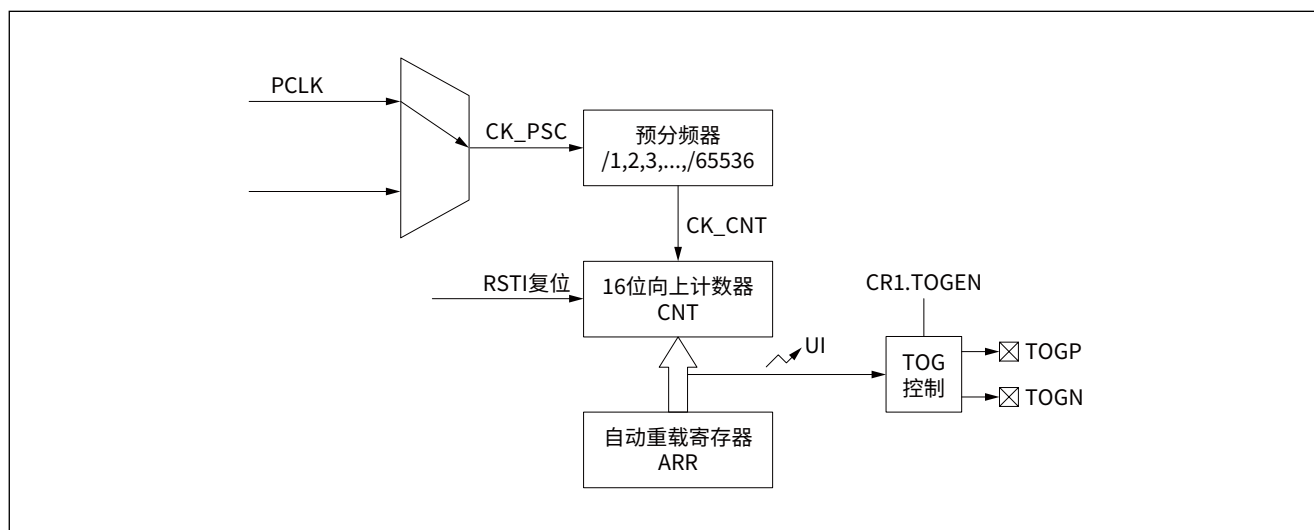 PCLK
CK_PSC
预分频器
/1,2,3,...,/65536
CK_CNT
RSTI复位
16位向上计数器
CNT
CR1.TOGEN
UI
TOG
控制
TOGP
TOGN
自动重载寄存器
ARR